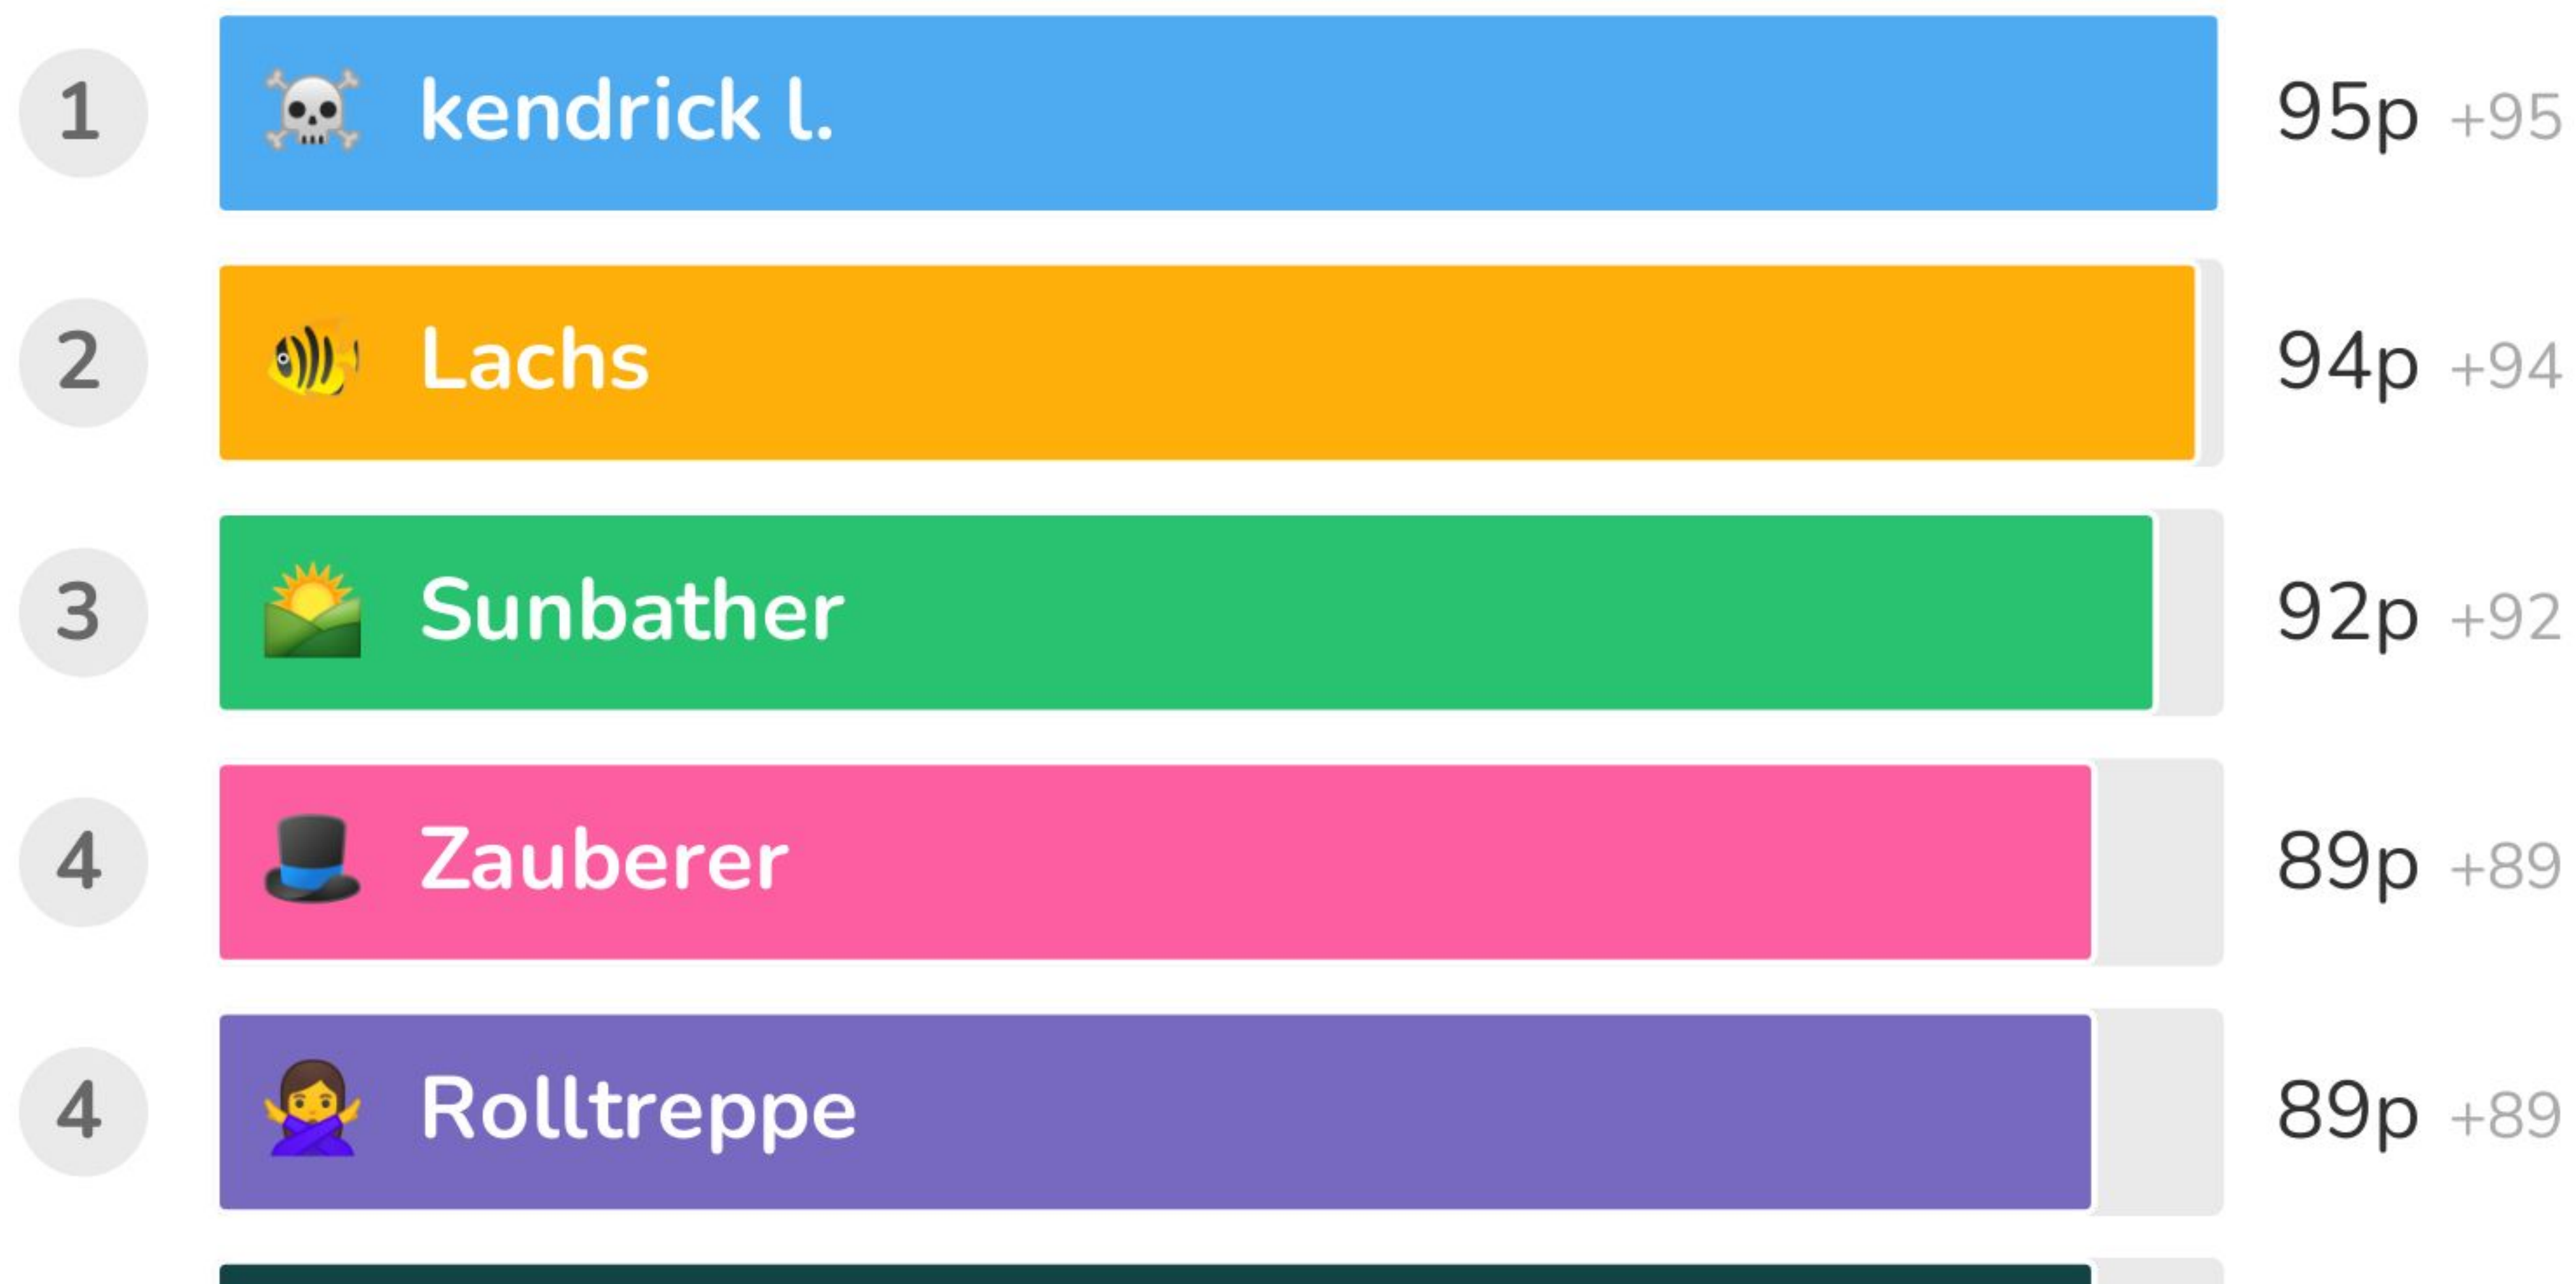 1 kendrick l. 95p +95
2 Lachs 94p +94
3 Sunbather 92p +92
4 Zauberer 89p +89
4 Rolltreppe 89p +89